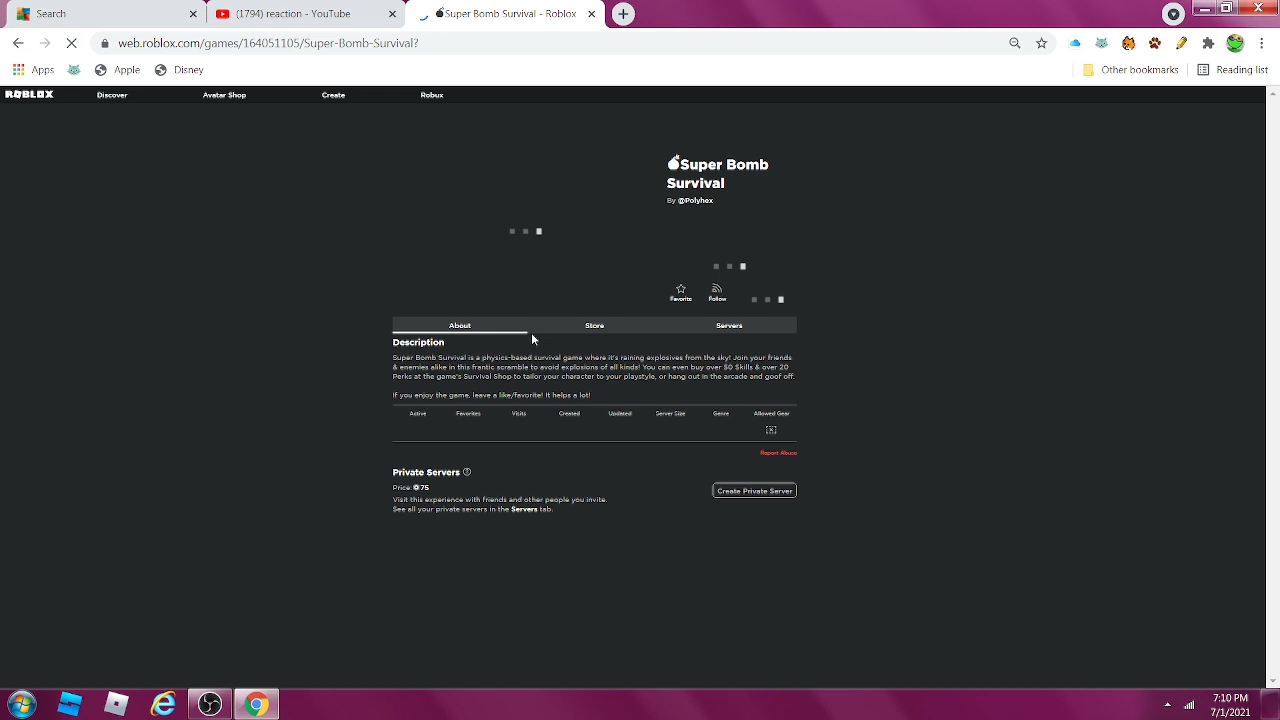 Search
(1794) reaction - YouTube
Super Bomb Survival - Roblox
web.roblox.com/games/164051105/Super-Bomb-Survival?
Apps
Apple
Disney
Other bookmarks
Reading list
ROBLOX
Discover
Avatar Shop
Create
Robux
Super Bomb
Survival
By @Polyhex
Favorite
Follow
About
Store
Servers
Description
Super Bomb Survival is a physics-based survival game where it's raining explosives from the sky! Join your friends
& enemies alike in this frantic scramble to avoid explosions of all kinds! You can even buy over 50 Skills & over 20
Perks at the game's Survival Shop to tailor your character to your playstyle, or hang out in the arcade and goof off.
If you enjoy the game, leave a like/favorite! It helps a lot!
Active
Favorites
Visits
Created
Updated
Server Size
Genre
Allowed Gear
Report Abuse
Private Servers
Price: 75
Create Private Server
Visit this experience with friends and other people you invite.
See all your private servers in the Servers tab.
7:10 PM
7/1/2021